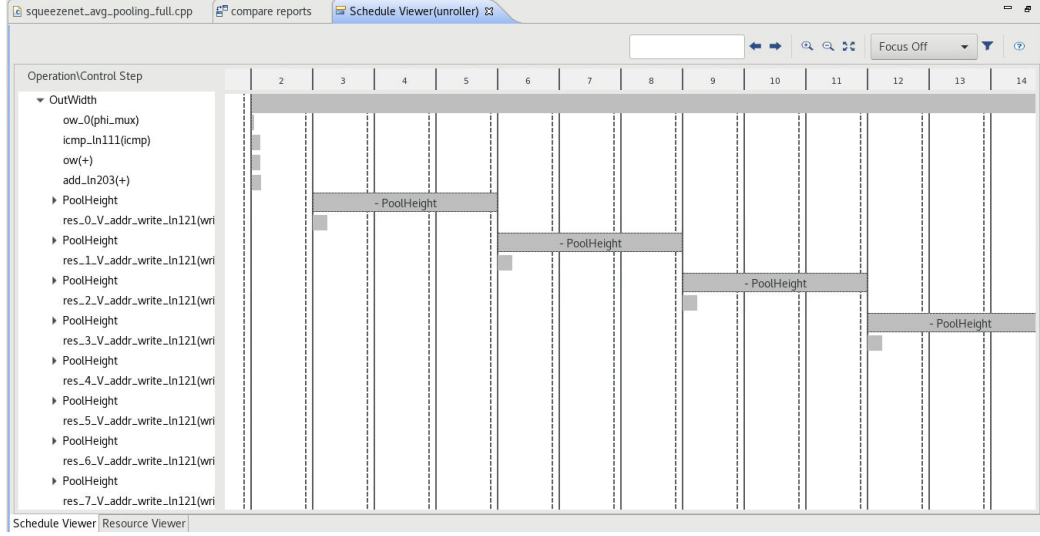 squeezenet_avg_pooling_full.cpp compare reports Schedule Viewer(unroller)
Focus Off
Operation\Control Step 2 3 4 5 6 7 8 9 10 11 12 13 14
OutWidth
ow_0(phi_mux)
icmp_ln111(icmp)
ow(+)
add_ln203(+)
PoolHeight - PoolHeight
res_0_V_addr_write_ln121(wri
PoolHeight - PoolHeight
res_1_V_addr_write_ln121(wri
PoolHeight - PoolHeight
res_2_V_addr_write_ln121(wri
PoolHeight - PoolHeight
res_3_V_addr_write_ln121(wri
PoolHeight
res_4_V_addr_write_ln121(wri
PoolHeight
res_5_V_addr_write_ln121(wri
PoolHeight
res_6_V_addr_write_ln121(wri
PoolHeight
res_7_V_addr_write_ln121(wri
Schedule Viewer Resource Viewer